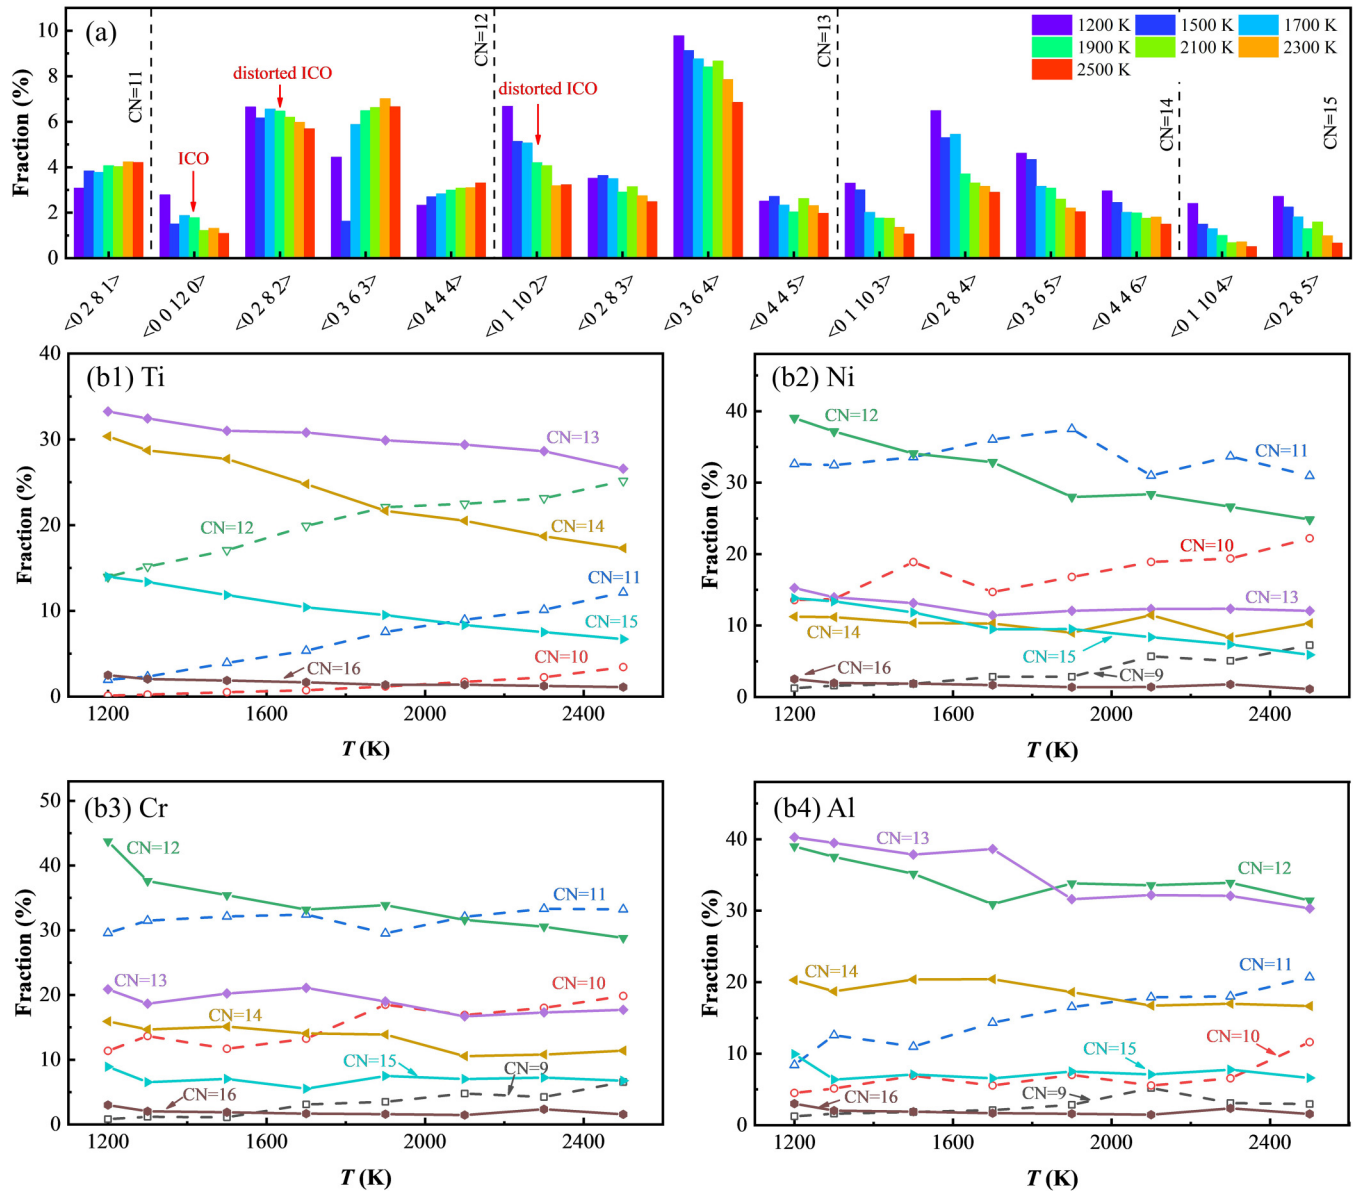 (a)
1200 K 1500 K 1700 K
1900 K 2100 K 2300 K
2500 K
CN=11
CN=12
CN=13
CN=14
CN=15
ICO
distorted ICO
distorted ICO
Fraction (%)
10
8
6
4
2
0
<0 2 8 1> <0 0 12 0> <0 2 8 2> <0 3 6 3> <0 4 4 4> <0 1 10 2> <0 2 8 3> <0 3 6 4> <0 4 4 5> <0 1 10 3> <0 2 8 4> <0 3 6 5> <0 4 4 6> <0 1 10 4> <0 2 8 5>
(b1) Ti
Fraction (%)
40
30
20
10
0
CN=13
CN=14
CN=12
CN=11
CN=15
CN=10
CN=16
1200 1600 2000 2400
T (K)
(b2) Ni
Fraction (%)
40
30
20
10
0
CN=12
CN=11
CN=10
CN=13
CN=14
CN=15
CN=16
CN=9
1200 1600 2000 2400
T (K)
(b3) Cr
Fraction (%)
50
40
30
20
10
0
CN=12
CN=11
CN=13
CN=10
CN=14
CN=15
CN=9
CN=16
1200 1600 2000 2400
T (K)
(b4) Al
Fraction (%)
40
30
20
10
0
CN=13
CN=12
CN=14
CN=11
CN=10
CN=15
CN=16
CN=9
1200 1600 2000 2400
T (K)